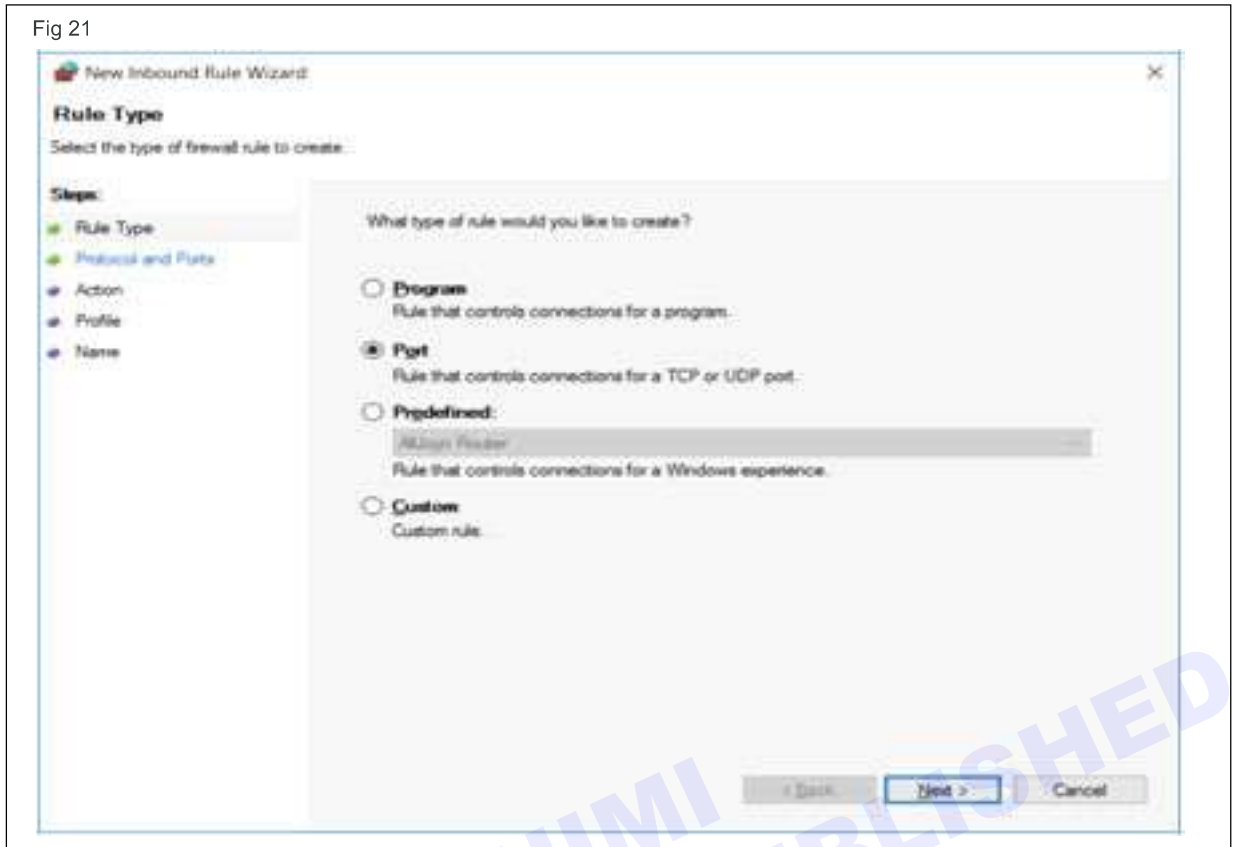 Fig 21
New Inbound Rule Wizard
Rule Type
Select the type of firewall rule to create.
Steps:
Rule Type
Protocol and Ports
Action
Profile
Name
What type of rule would you like to create?
Program
Rule that controls connections for a program.
Port
Rule that controls connections for a TCP or UDP port.
Predefined:
AllJoyn Router
Rule that controls connections for a Windows experience.
Custom
Custom rule.
< Back
Next >
Cancel